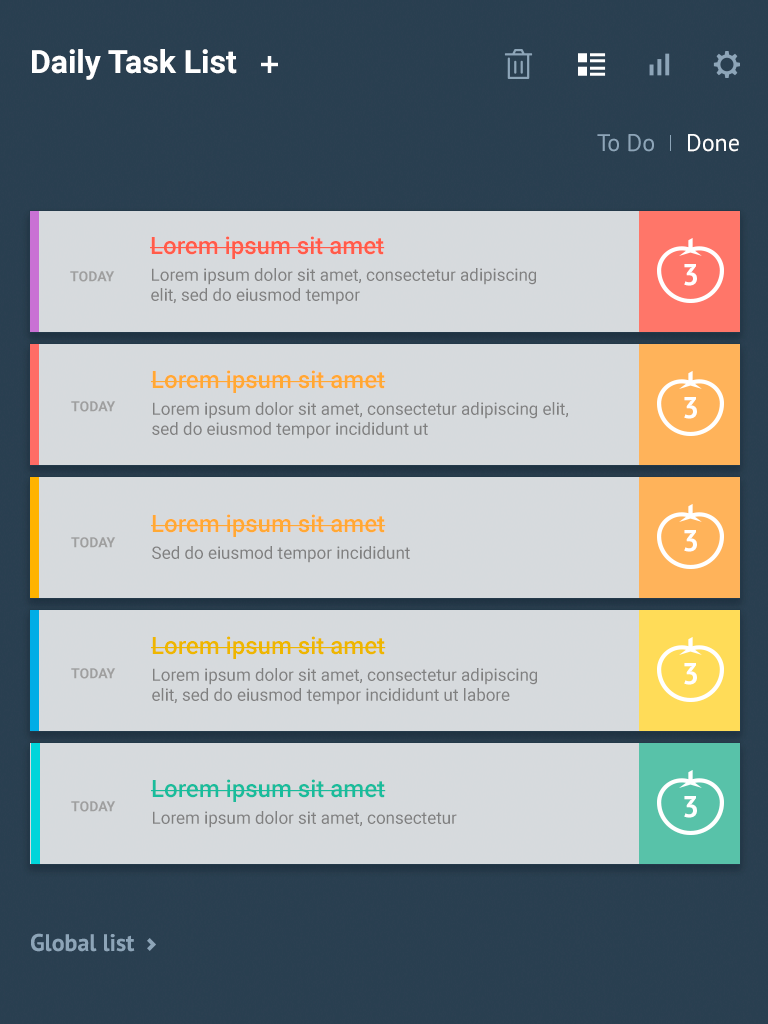 Daily Task List +
To Do | Done
Lorem ipsum sit amet
TODAY
Lorem ipsum dolor sit amet, consectetur adipiscing
elit, sed do eiusmod tempor
3
Lorem ipsum sit amet
TODAY
Lorem ipsum dolor sit amet, consectetur adipiscing elit,
sed do eiusmod tempor incididunt ut
3
Lorem ipsum sit amet
TODAY
Sed do eiusmod tempor incididunt
3
Lorem ipsum sit amet
TODAY
Lorem ipsum dolor sit amet, consectetur adipiscing
elit, sed do eiusmod tempor incididunt ut labore
3
Lorem ipsum sit amet
TODAY
Lorem ipsum dolor sit amet, consectetur
3
Global list